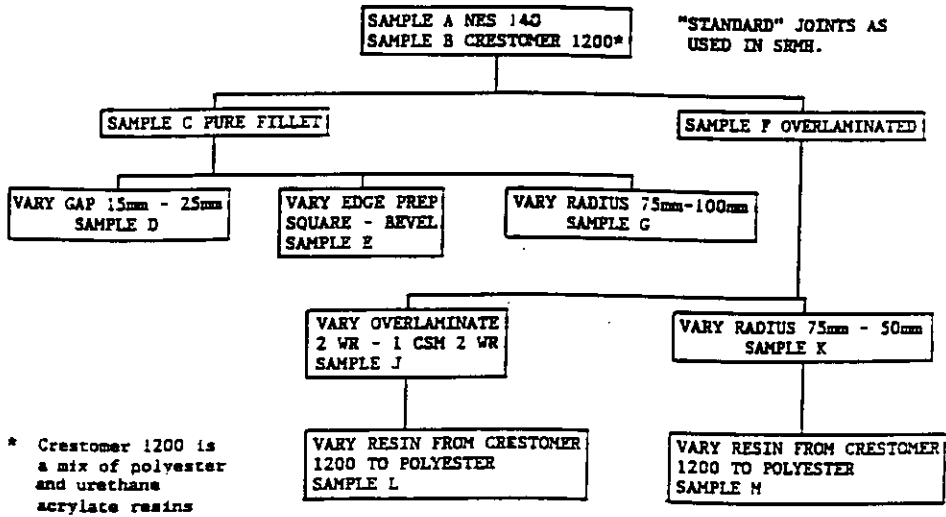 SAMPLE A NES 140
SAMPLE B CRESTOMER 1200*
"STANDARD" JOINTS AS
USED IN SRMH.
SAMPLE C PURE FILLET
SAMPLE F OVERLAMINATED
VARY GAP 15mm - 25mm
SAMPLE D
VARY EDGE PREP
SQUARE - BEVEL
SAMPLE E
VARY RADIUS 75mm-100mm
SAMPLE G
VARY OVERLAMINATE
2 WR - 1 CSM 2 WR
SAMPLE J
VARY RADIUS 75mm - 50mm
SAMPLE K
VARY RESIN FROM CRESTOMER
1200 TO POLYESTER
SAMPLE L
VARY RESIN FROM CRESTOMER
1200 TO POLYESTER
SAMPLE M
* Crestomer 1200 is
a mix of polyester
and urethane
acrylate resins